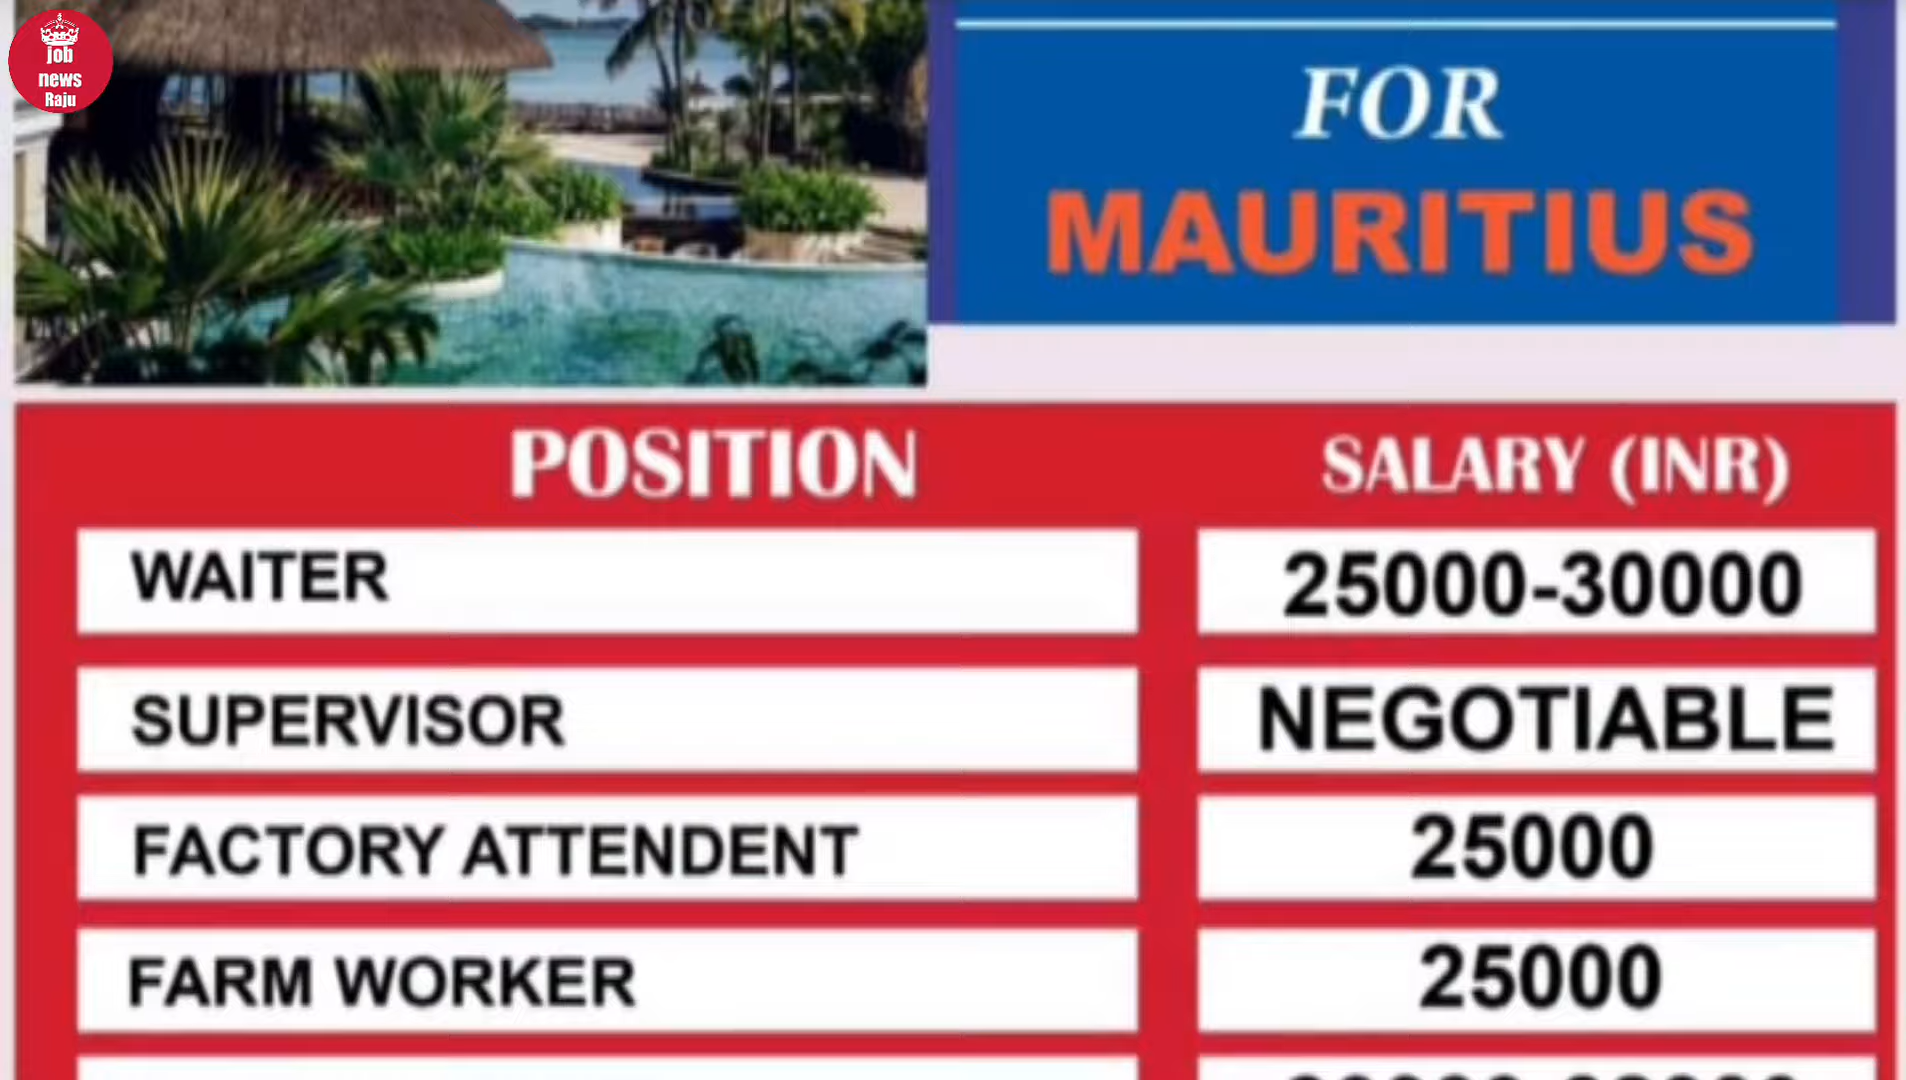 job
news
Raju
FOR
MAURITIUS
POSITION SALARY (INR)
WAITER 25000-30000
SUPERVISOR NEGOTIABLE
FACTORY ATTENDENT 25000
FARM WORKER 25000